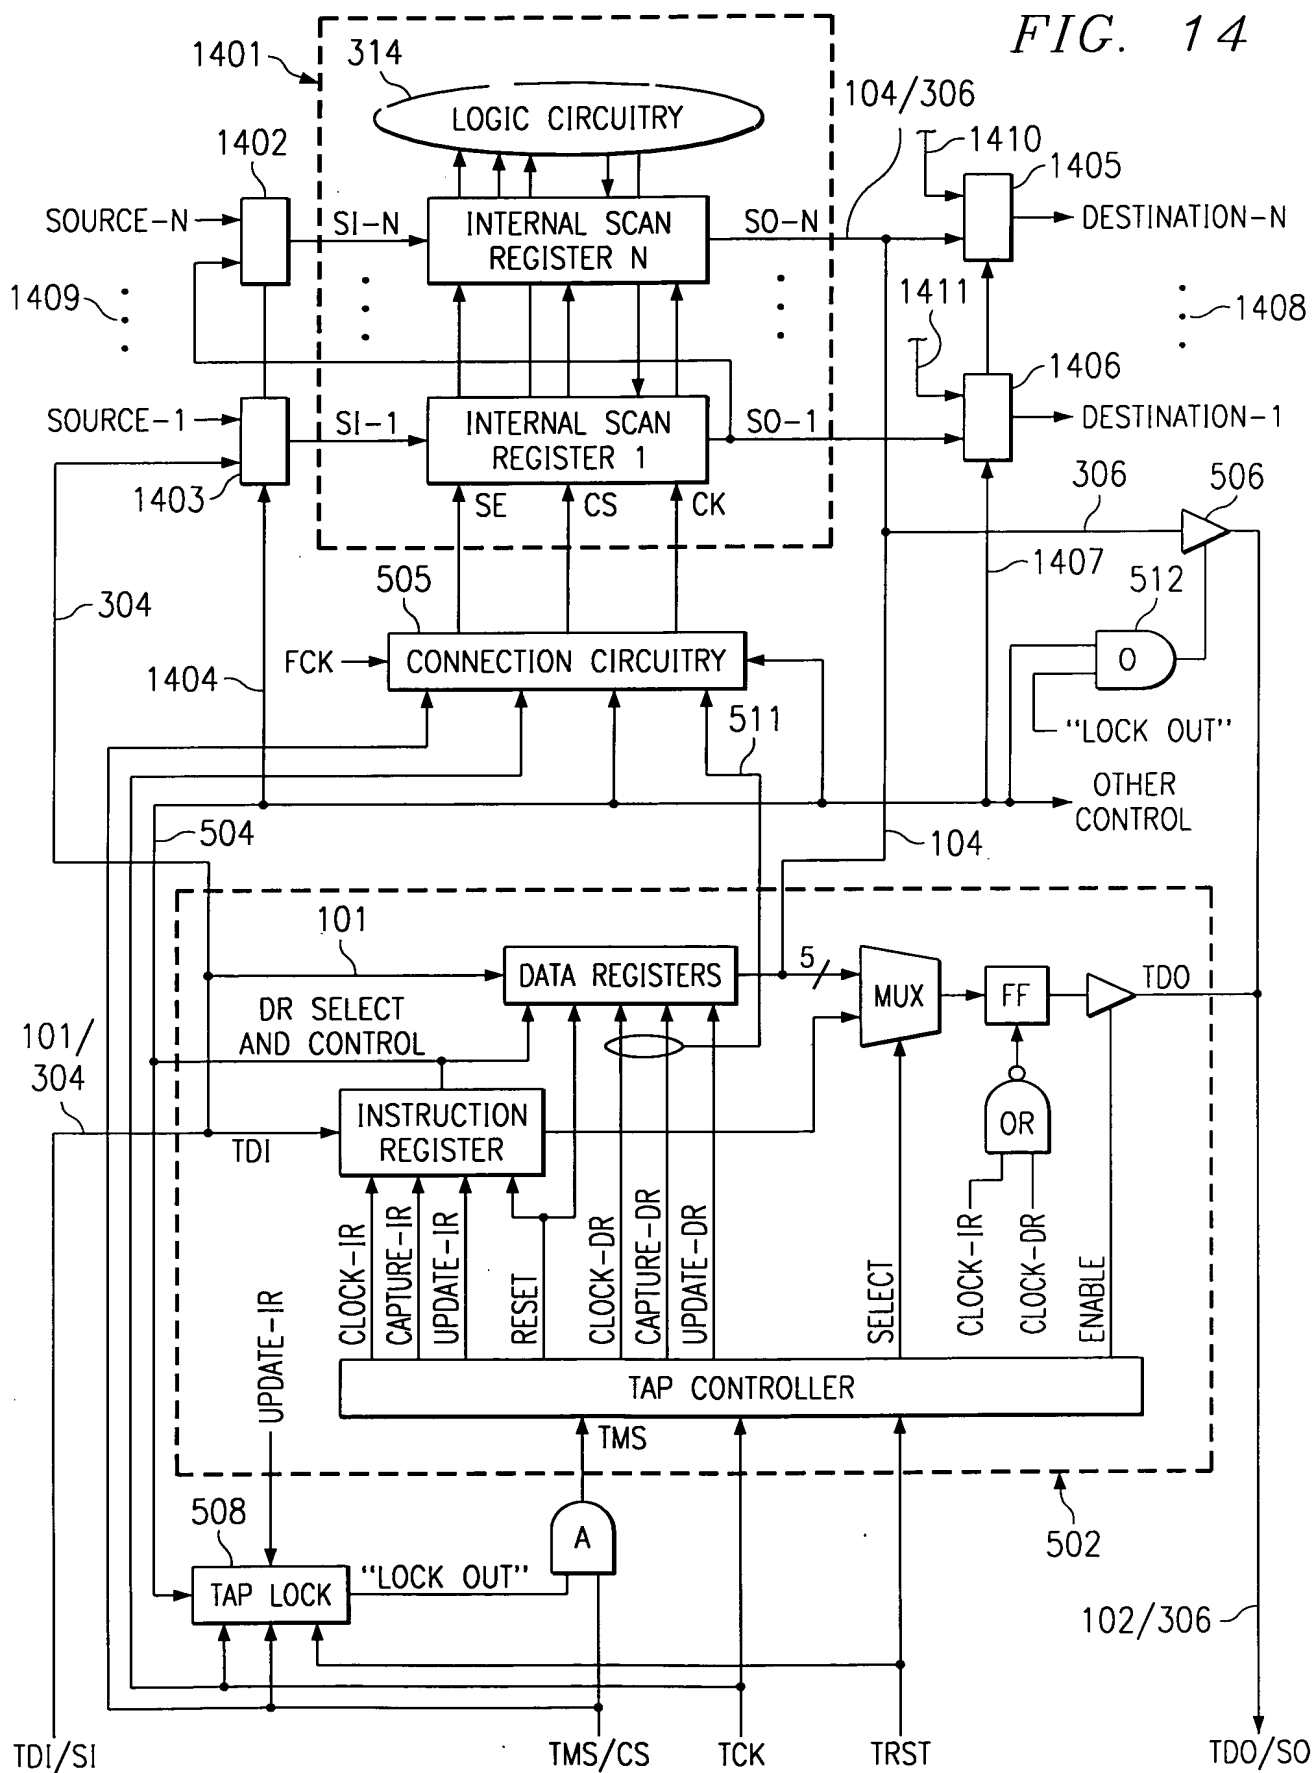 FIG. 14
1401
314
LOGIC CIRCUITRY
104/306
1410
1402
1405
SOURCE-N
SI-N
INTERNAL SCAN
REGISTER N
SO-N
DESTINATION-N
1409
1411
1408
1406
SOURCE-1
SI-1
INTERNAL SCAN
REGISTER 1
SO-1
DESTINATION-1
1403
SE
CS
CK
306
506
304
505
1407
512
1404
FCK
CONNECTION CIRCUITRY
O
511
"LOCK OUT"
504
OTHER
CONTROL
104
101
DATA REGISTERS
5
MUX
FF
TDO
DR SELECT
AND CONTROL
101/
304
INSTRUCTION
REGISTER
TDI
OR
CLOCK-IR
CAPTURE-IR
UPDATE-IR
RESET
CLOCK-DR
CAPTURE-DR
UPDATE-DR
SELECT
CLOCK-IR
CLOCK-DR
ENABLE
UPDATE-IR
TAP CONTROLLER
TMS
508
A
502
TAP LOCK
"LOCK OUT"
102/306
TDI/SI
TMS/CS
TCK
TRST
TDO/SO